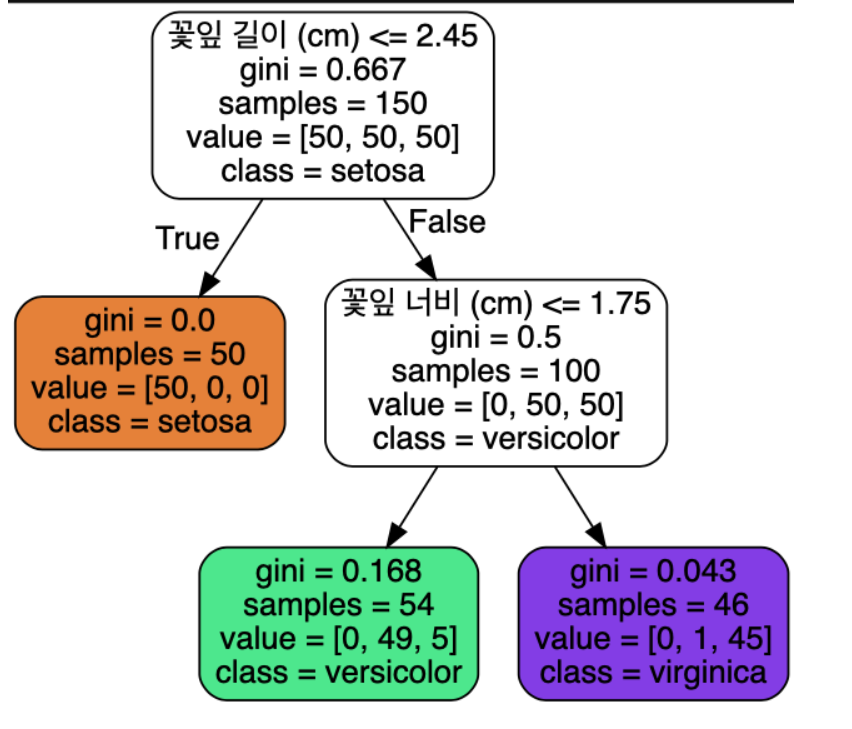 꽃잎 길이 (cm) <= 2.45
gini = 0.667
samples = 150
value = [50, 50, 50]
class = setosa
True
False
gini = 0.0
samples = 50
value = [50, 0, 0]
class = setosa
꽃잎 너비 (cm) <= 1.75
gini = 0.5
samples = 100
value = [0, 50, 50]
class = versicolor
gini = 0.168
samples = 54
value = [0, 49, 5]
class = versicolor
gini = 0.043
samples = 46
value = [0, 1, 45]
class = virginica